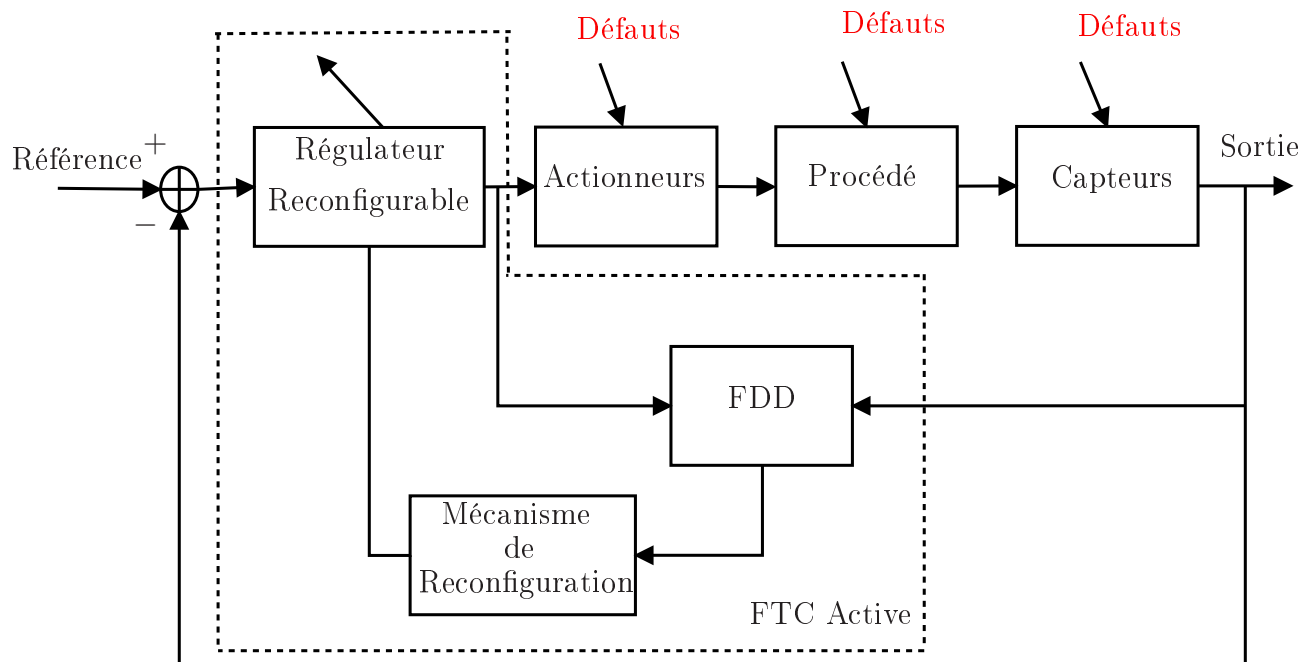 Défauts
Défauts
Défauts
Référence
+
−
Régulateur
Reconfigurable
Actionneurs
Procédé
Capteurs
Sortie
FDD
Mécanisme
de
Reconfiguration
FTC Active